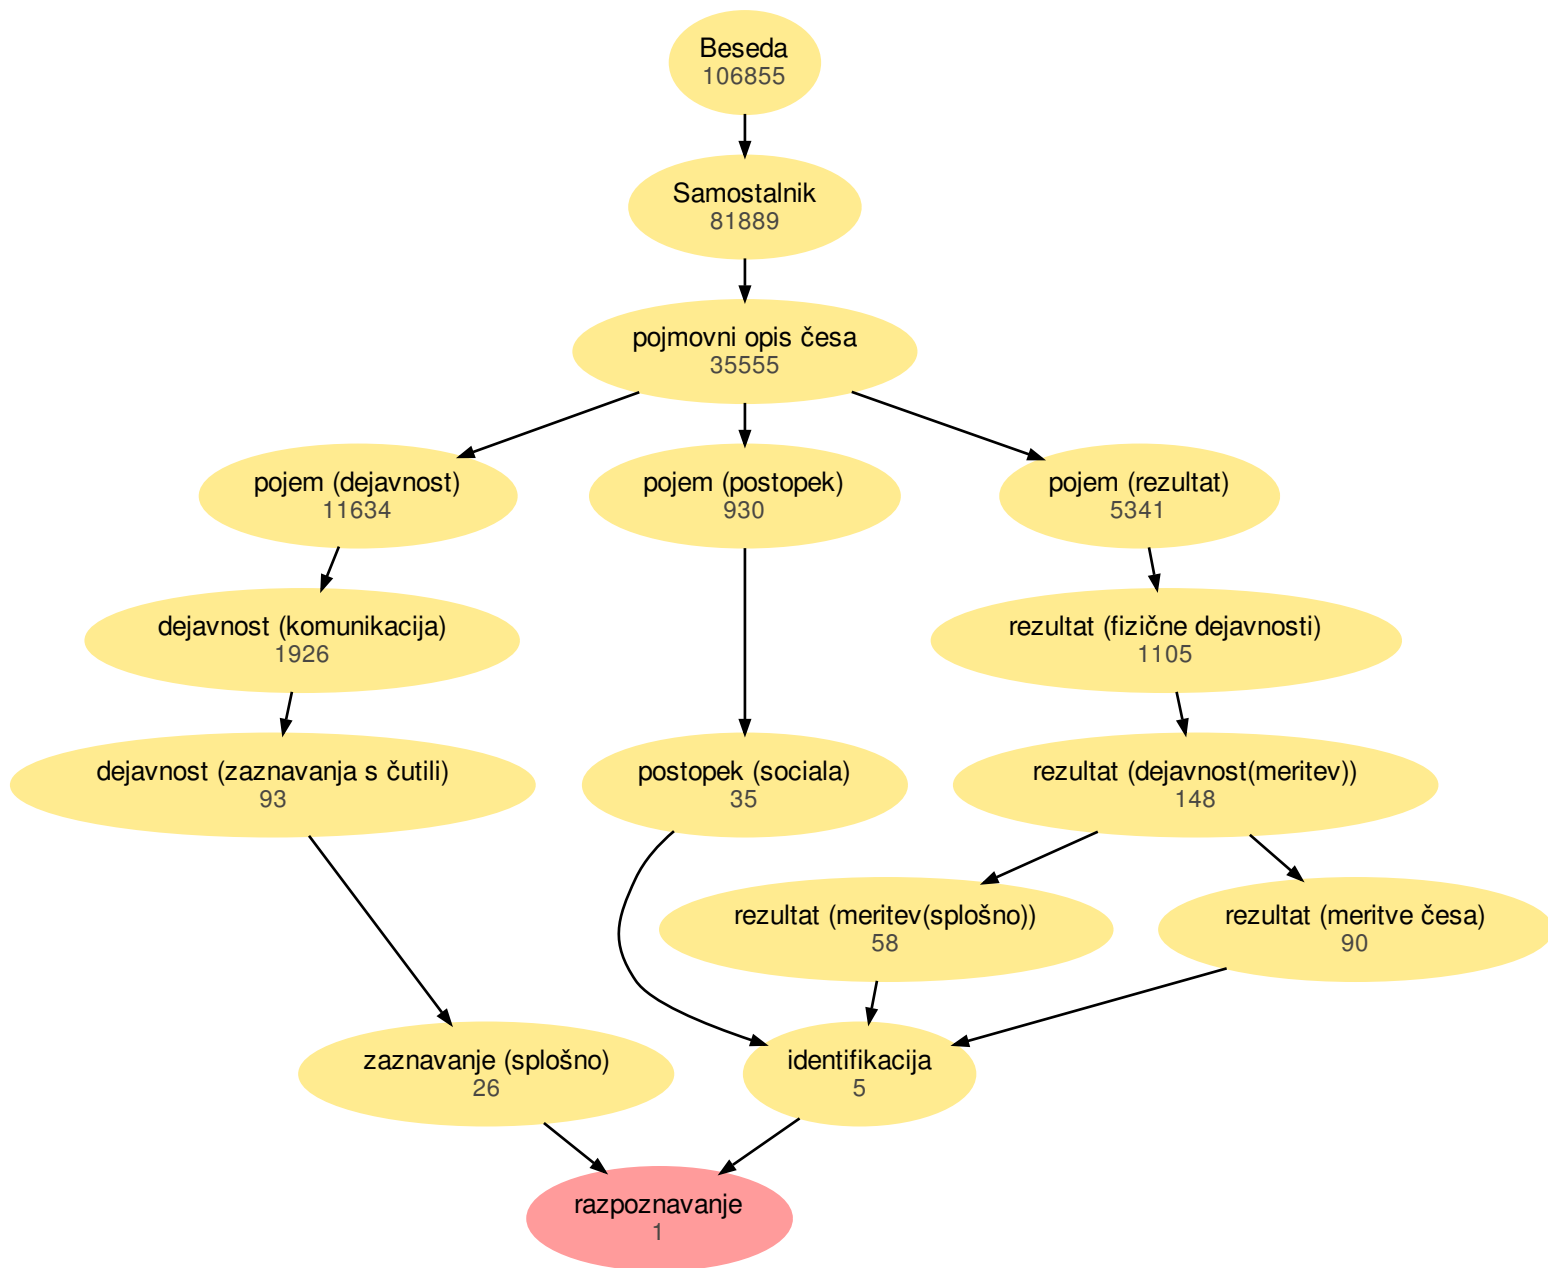 Beseda
106855
Samostalnik
81889
pojmovni opis česa
35555
pojem (dejavnost)
11634
pojem (postopek)
930
pojem (rezultat)
5341
dejavnost (komunikacija)
1926
rezultat (fizične dejavnosti)
1105
dejavnost (zaznavanja s čutili)
93
postopek (sociala)
35
rezultat (dejavnost(meritev))
148
rezultat (meritev(splošno))
58
rezultat (meritve česa)
90
zaznavanje (splošno)
26
identifikacija
5
razpoznavanje
1